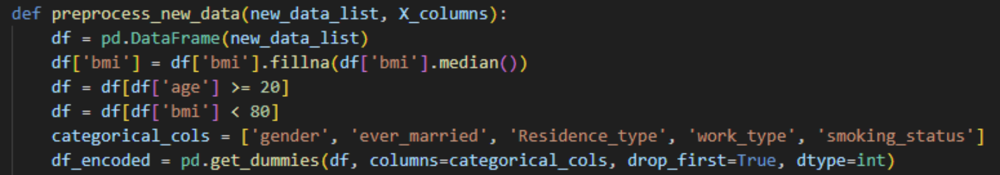 def preprocess_new_data(new_data_list, X_columns):
    df = pd.DataFrame(new_data_list)
    df['bmi'] = df['bmi'].fillna(df['bmi'].median())
    df = df[df['age'] >= 20]
    df = df[df['bmi'] < 80]
    categorical_cols = ['gender', 'ever_married', 'Residence_type', 'work_type', 'smoking_status']
    df_encoded = pd.get_dummies(df, columns=categorical_cols, drop_first=True, dtype=int)